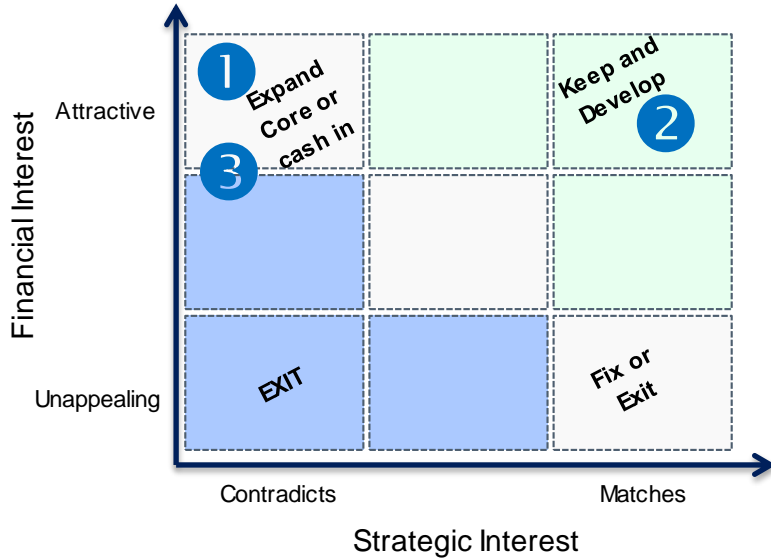 Financial Interest
Attractive
Unappealing
1
Expand
Core or
cash in
3
Keep and
Develop
2
EXIT
Fix or
Exit
Contradicts
Matches
Strategic Interest